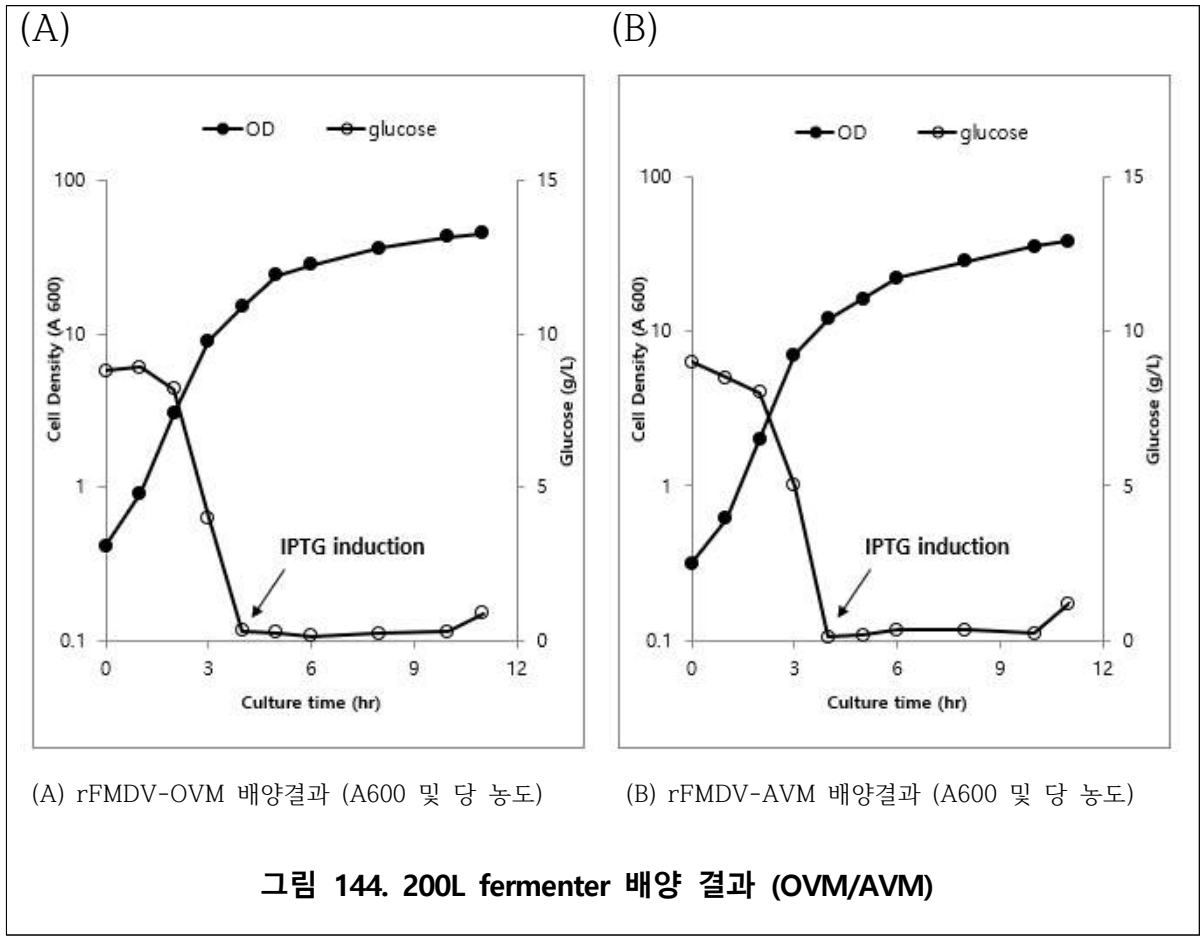 (A)
OD glucose
100
10
1
0.1
Cell Density (A 600)
15
10
5
0
Glucose (g/L)
IPTG induction
0 3 6 9 12
Culture time (hr)
(B)
OD glucose
100
10
1
0.1
Cell Density (A 600)
15
10
5
0
Glucose (g/L)
IPTG induction
0 3 6 9 12
Culture time (hr)
(A) rFMDV-OVM 배양결과 (A600 및 당 농도)
(B) rFMDV-AVM 배양결과 (A600 및 당 농도)
그림 144. 200L fermenter 배양 결과 (OVM/AVM)